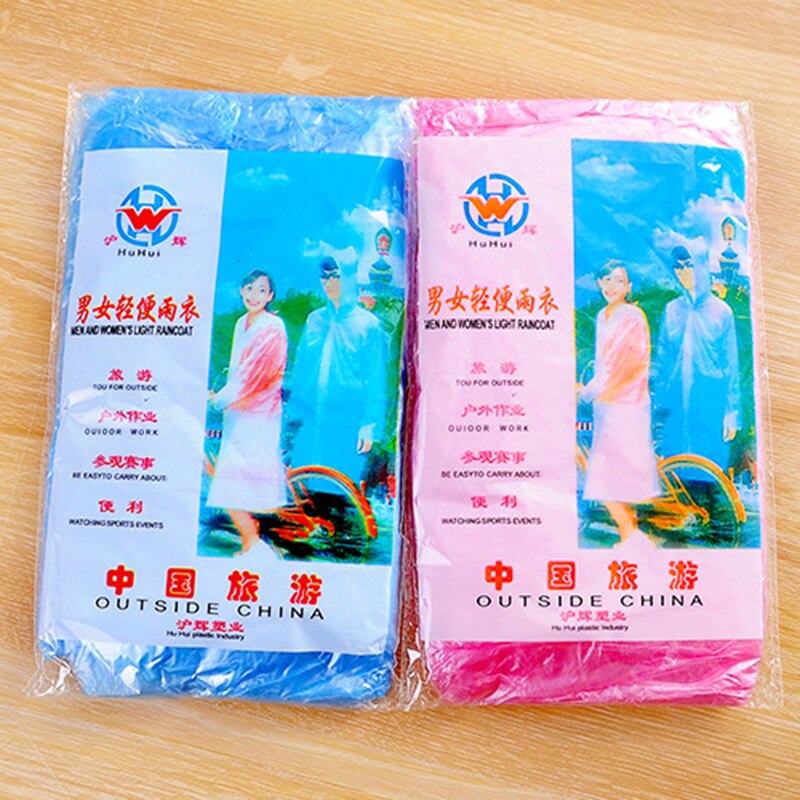 沪 辉
HuHui
男女轻便雨衣
MEN AND WOMEN'S LIGHT RAINCOAT
旅 游
TOU FOR OUTSIDE
户外作业
OUIOOR WORK
参观赛事
BE EASYTO CARRY ABOUT
便 利
WATCHING SPORTS EVENTS
中国旅游
OUTSIDE CHINA
沪辉塑业
Hu Hui plastic Industry
沪 辉
HuHui
男女轻便雨衣
MEN AND WOMEN'S LIGHT RAINCOAT
旅 游
TOU FOR OUTSIDE
户外作业
OUIOOR WORK
参观赛事
BE EASYTO CARRY ABOUT
便 利
WATCHING SPORTS EVENTS
中国旅游
OUTSIDE CHINA
沪辉塑业
Hu Hui plastic Industry